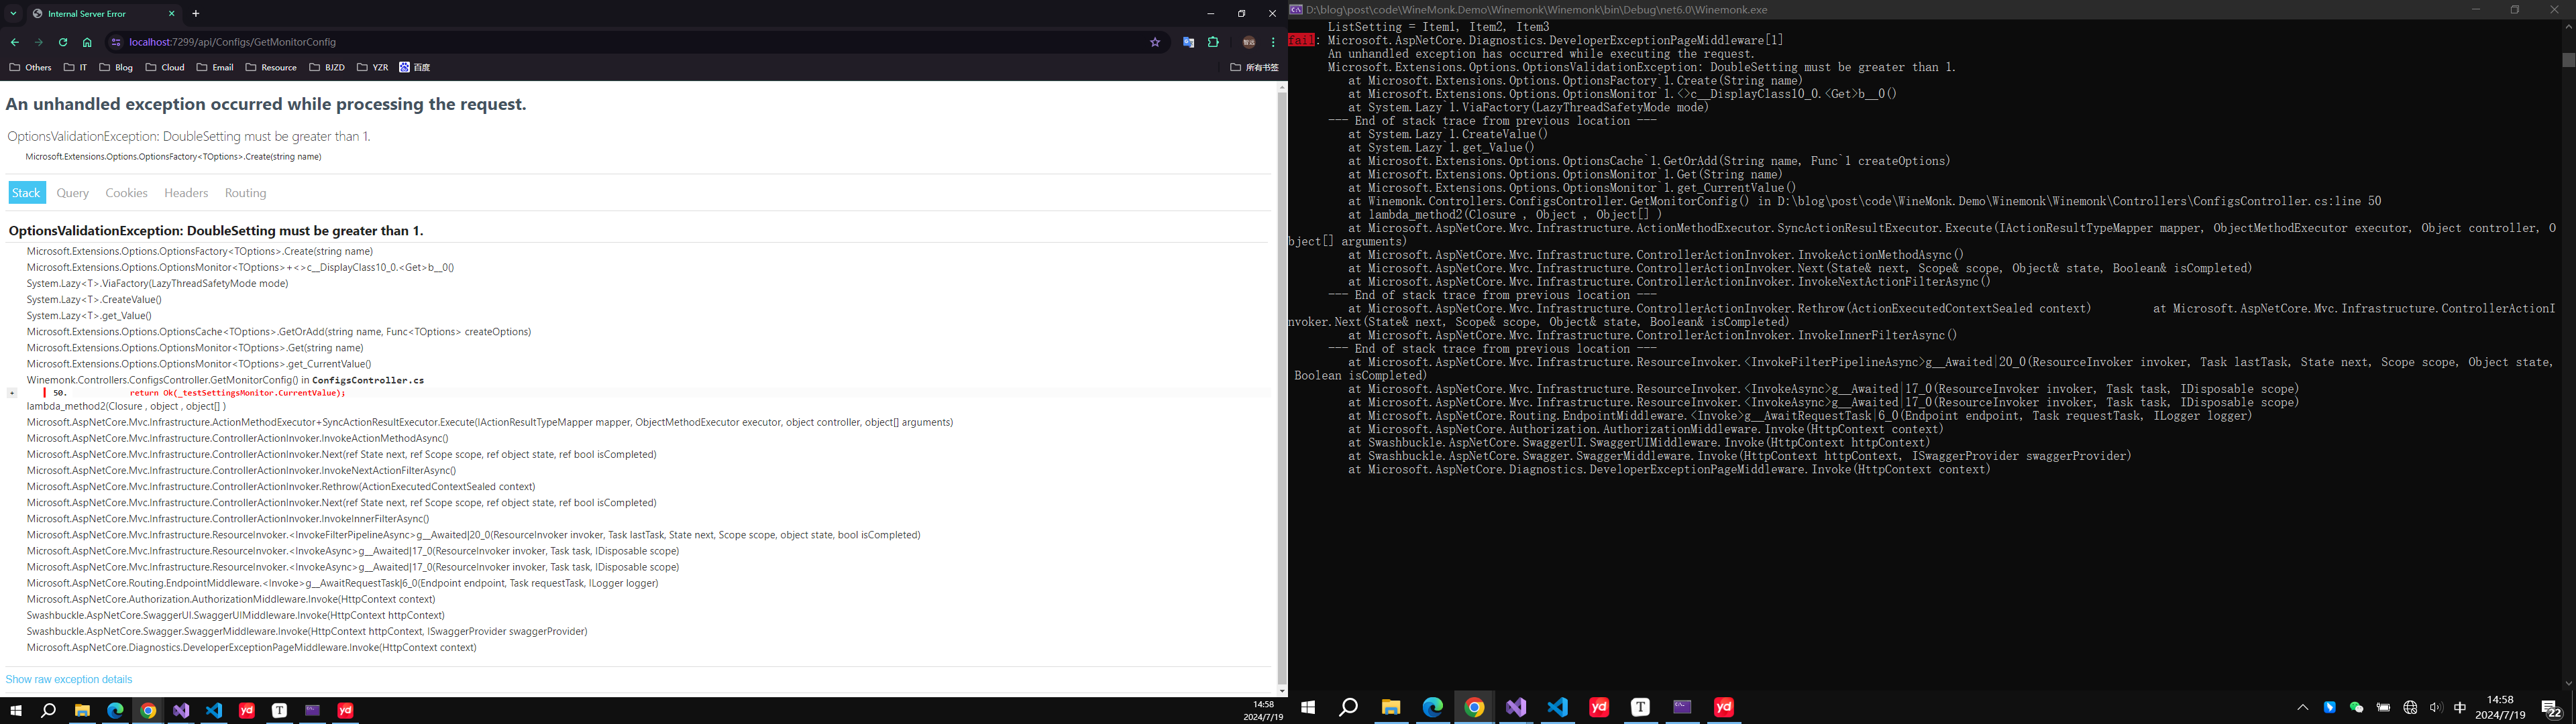 Internal Server Error
localhost:7299/api/Configs/GetMonitorConfig
Others IT Blog Cloud Email Resource BJZD YZR 百度 所有书签
An unhandled exception occurred while processing the request.
OptionsValidationException: DoubleSetting must be greater than 1.
Microsoft.Extensions.Options.OptionsFactory<TOptions>.Create(string name)
Stack Query Cookies Headers Routing
OptionsValidationException: DoubleSetting must be greater than 1.
Microsoft.Extensions.Options.OptionsFactory<TOptions>.Create(string name)
Microsoft.Extensions.Options.OptionsMonitor<TOptions>+<>c__DisplayClass10_0.<Get>b__0()
System.Lazy<T>.ViaFactory(LazyThreadSafetyMode mode)
System.Lazy<T>.CreateValue()
System.Lazy<T>.get_Value()
Microsoft.Extensions.Options.OptionsCache<TOptions>.GetOrAdd(string name, Func<TOptions> createOptions)
Microsoft.Extensions.Options.OptionsMonitor<TOptions>.Get(string name)
Microsoft.Extensions.Options.OptionsMonitor<TOptions>.get_CurrentValue()
Winemonk.Controllers.ConfigsController.GetMonitorConfig() in ConfigsController.cs
+ 50. return Ok(_testSettingsMonitor.CurrentValue);
lambda_method2(Closure , object , object[] )
Microsoft.AspNetCore.Mvc.Infrastructure.ActionMethodExecutor+SyncActionResultExecutor.Execute(IActionResultTypeMapper mapper, ObjectMethodExecutor executor, object controller, object[] arguments)
Microsoft.AspNetCore.Mvc.Infrastructure.ControllerActionInvoker.InvokeActionMethodAsync()
Microsoft.AspNetCore.Mvc.Infrastructure.ControllerActionInvoker.Next(ref State next, ref Scope scope, ref object state, ref bool isCompleted)
Microsoft.AspNetCore.Mvc.Infrastructure.ControllerActionInvoker.InvokeNextActionFilterAsync()
Microsoft.AspNetCore.Mvc.Infrastructure.ControllerActionInvoker.Rethrow(ActionExecutedContextSealed context)
Microsoft.AspNetCore.Mvc.Infrastructure.ControllerActionInvoker.Next(ref State next, ref Scope scope, ref object state, ref bool isCompleted)
Microsoft.AspNetCore.Mvc.Infrastructure.ControllerActionInvoker.InvokeInnerFilterAsync()
Microsoft.AspNetCore.Mvc.Infrastructure.ResourceInvoker.<InvokeFilterPipelineAsync>g__Awaited|20_0(ResourceInvoker invoker, Task lastTask, State next, Scope scope, object state, bool isCompleted)
Microsoft.AspNetCore.Mvc.Infrastructure.ResourceInvoker.<InvokeAsync>g__Awaited|17_0(ResourceInvoker invoker, Task task, IDisposable scope)
Microsoft.AspNetCore.Mvc.Infrastructure.ResourceInvoker.<InvokeAsync>g__Awaited|17_0(ResourceInvoker invoker, Task task, IDisposable scope)
Microsoft.AspNetCore.Routing.EndpointMiddleware.<Invoke>g__AwaitRequestTask|6_0(Endpoint endpoint, Task requestTask, ILogger logger)
Microsoft.AspNetCore.Authorization.AuthorizationMiddleware.Invoke(HttpContext context)
Swashbuckle.AspNetCore.SwaggerUI.SwaggerUIMiddleware.Invoke(HttpContext httpContext)
Swashbuckle.AspNetCore.Swagger.SwaggerMiddleware.Invoke(HttpContext httpContext, ISwaggerProvider swaggerProvider)
Microsoft.AspNetCore.Diagnostics.DeveloperExceptionPageMiddleware.Invoke(HttpContext context)
Show raw exception details
yd T yd
14:58
2024/7/19
D:\blog\post\code\WineMonk.Demo\Winemonk\Winemonk\bin\Debug\net6.0\Winemonk.exe
ListSetting = Item1, Item2, Item3
fail: Microsoft.AspNetCore.Diagnostics.DeveloperExceptionPageMiddleware[1]
An unhandled exception has occurred while executing the request.
Microsoft.Extensions.Options.OptionsValidationException: DoubleSetting must be greater than 1.
at Microsoft.Extensions.Options.OptionsFactory`1.Create(String name)
at Microsoft.Extensions.Options.OptionsMonitor`1.<>c__DisplayClass10_0.<Get>b__0()
at System.Lazy`1.ViaFactory(LazyThreadSafetyMode mode)
--- End of stack trace from previous location ---
at System.Lazy`1.CreateValue()
at System.Lazy`1.get_Value()
at Microsoft.Extensions.Options.OptionsCache`1.GetOrAdd(String name, Func`1 createOptions)
at Microsoft.Extensions.Options.OptionsMonitor`1.Get(String name)
at Microsoft.Extensions.Options.OptionsMonitor`1.get_CurrentValue()
at Winemonk.Controllers.ConfigsController.GetMonitorConfig() in D:\blog\post\code\WineMonk.Demo\Winemonk\Winemonk\Controllers\ConfigsController.cs:line 50
at lambda_method2(Closure , Object , Object[] )
at Microsoft.AspNetCore.Mvc.Infrastructure.ActionMethodExecutor.SyncActionResultExecutor.Execute(IActionResultTypeMapper mapper, ObjectMethodExecutor executor, Object controller, O
bject[] arguments)
at Microsoft.AspNetCore.Mvc.Infrastructure.ControllerActionInvoker.InvokeActionMethodAsync()
at Microsoft.AspNetCore.Mvc.Infrastructure.ControllerActionInvoker.Next(State& next, Scope& scope, Object& state, Boolean& isCompleted)
at Microsoft.AspNetCore.Mvc.Infrastructure.ControllerActionInvoker.InvokeNextActionFilterAsync()
--- End of stack trace from previous location ---
at Microsoft.AspNetCore.Mvc.Infrastructure.ControllerActionInvoker.Rethrow(ActionExecutedContextSealed context) at Microsoft.AspNetCore.Mvc.Infrastructure.ControllerActionI
nvoker.Next(State& next, Scope& scope, Object& state, Boolean& isCompleted)
at Microsoft.AspNetCore.Mvc.Infrastructure.ControllerActionInvoker.InvokeInnerFilterAsync()
--- End of stack trace from previous location ---
at Microsoft.AspNetCore.Mvc.Infrastructure.ResourceInvoker.<InvokeFilterPipelineAsync>g__Awaited|20_0(ResourceInvoker invoker, Task lastTask, State next, Scope scope, Object state,
Boolean isCompleted)
at Microsoft.AspNetCore.Mvc.Infrastructure.ResourceInvoker.<InvokeAsync>g__Awaited|17_0(ResourceInvoker invoker, Task task, IDisposable scope)
at Microsoft.AspNetCore.Mvc.Infrastructure.ResourceInvoker.<InvokeAsync>g__Awaited|17_0(ResourceInvoker invoker, Task task, IDisposable scope)
at Microsoft.AspNetCore.Routing.EndpointMiddleware.<Invoke>g__AwaitRequestTask|6_0(Endpoint endpoint, Task requestTask, ILogger logger)
at Microsoft.AspNetCore.Authorization.AuthorizationMiddleware.Invoke(HttpContext context)
at Swashbuckle.AspNetCore.SwaggerUI.SwaggerUIMiddleware.Invoke(HttpContext httpContext)
at Swashbuckle.AspNetCore.Swagger.SwaggerMiddleware.Invoke(HttpContext httpContext, ISwaggerProvider swaggerProvider)
at Microsoft.AspNetCore.Diagnostics.DeveloperExceptionPageMiddleware.Invoke(HttpContext context)
yd T yd
中
14:58
2024/7/19
22